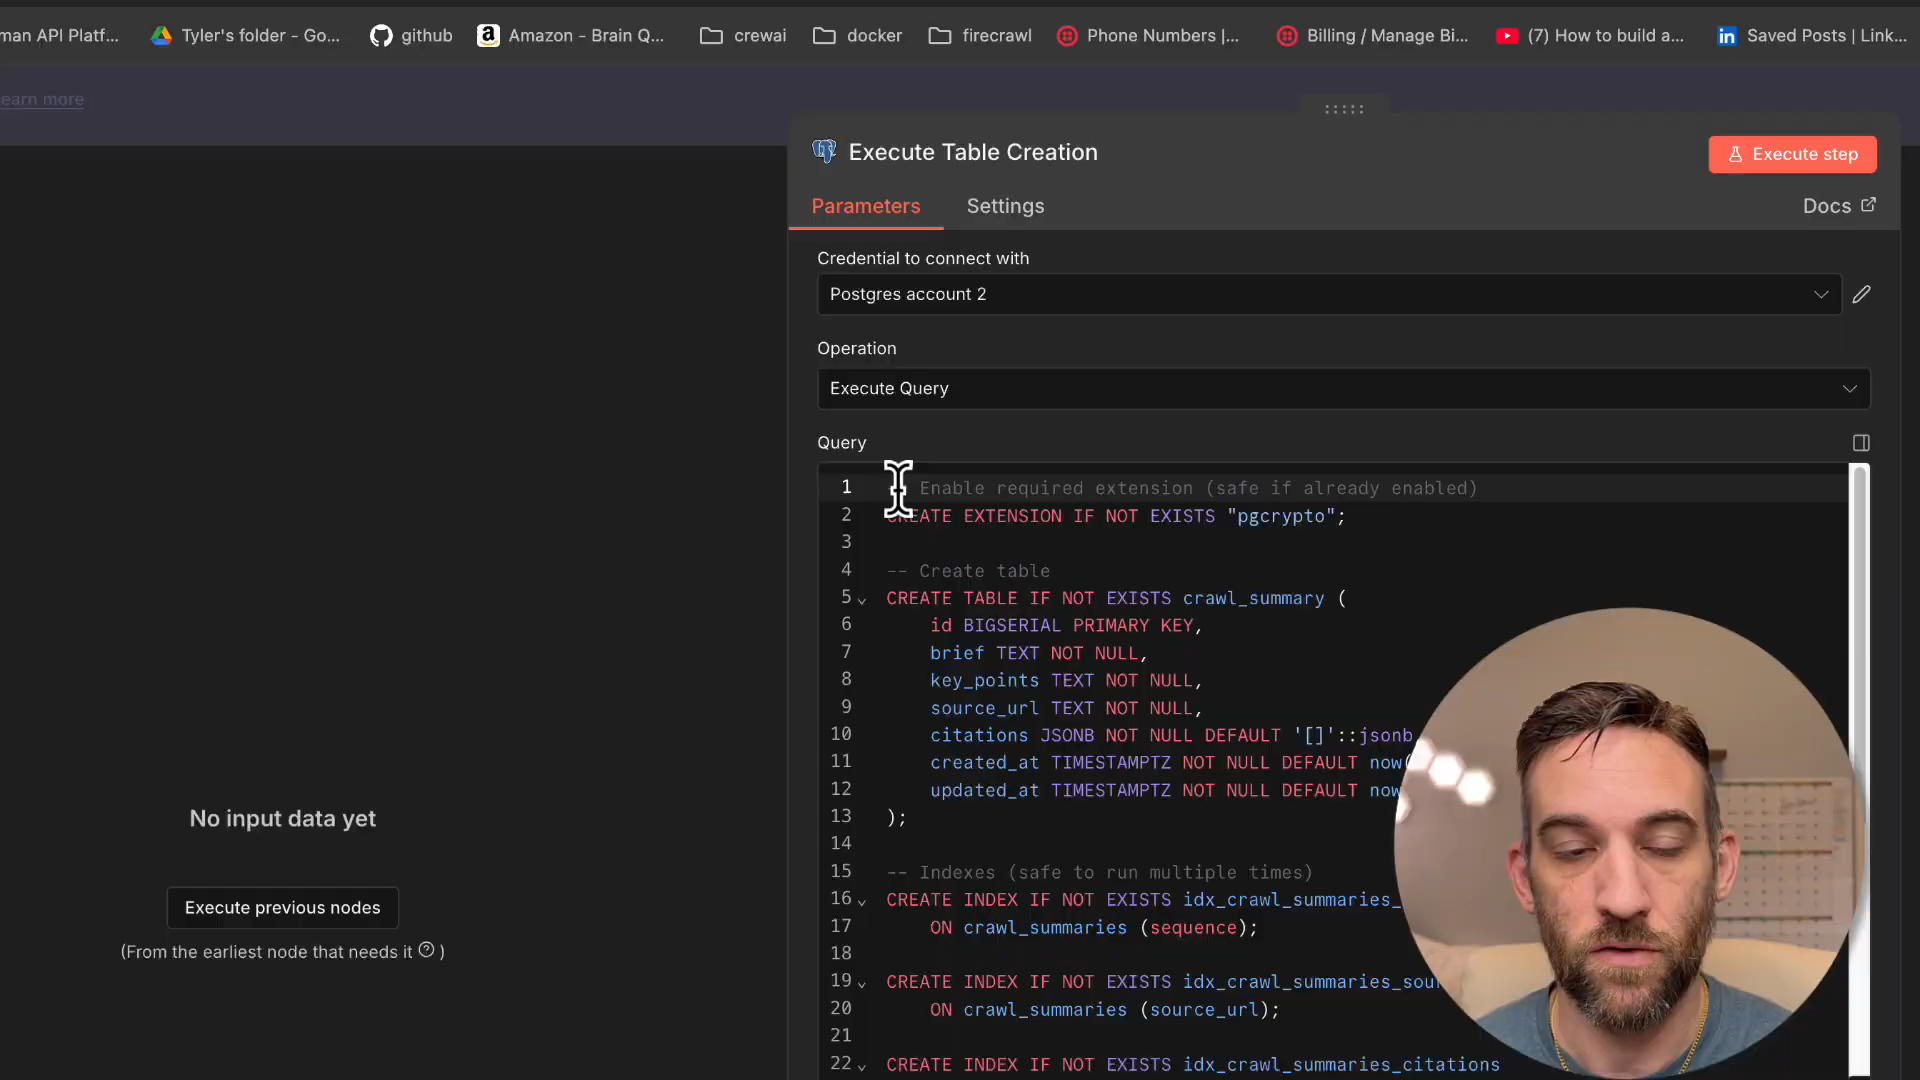 man API Platf...
Tyler's folder - Go...
github
Amazon - Brain Q...
crewai
docker
firecrawl
Phone Numbers |...
Billing / Manage Bi...
(7) How to build a...
Saved Posts | Link...
earn more
Execute Table Creation
Execute step
Parameters
Settings
Docs
Credential to connect with
Postgres account 2
Operation
Execute Query
Query
1 Enable required extension (safe if already enabled)
2 CREATE EXTENSION IF NOT EXISTS "pgcrypto";
3
4 -- Create table
5 CREATE TABLE IF NOT EXISTS crawl_summary (
6 id BIGSERIAL PRIMARY KEY,
7 brief TEXT NOT NULL,
8 key_points TEXT NOT NULL,
9 source_url TEXT NOT NULL,
10 citations JSONB NOT NULL DEFAULT '[]'::jsonb
11 created_at TIMESTAMPTZ NOT NULL DEFAULT now(
12 updated_at TIMESTAMPTZ NOT NULL DEFAULT now
13 );
14
15 -- Indexes (safe to run multiple times)
16 CREATE INDEX IF NOT EXISTS idx_crawl_summaries_
17 ON crawl_summaries (sequence);
18
19 CREATE INDEX IF NOT EXISTS idx_crawl_summaries_sour
20 ON crawl_summaries (source_url);
21
22 CREATE INDEX IF NOT EXISTS idx_crawl_summaries_citations
No input data yet
Execute previous nodes
(From the earliest node that needs it )